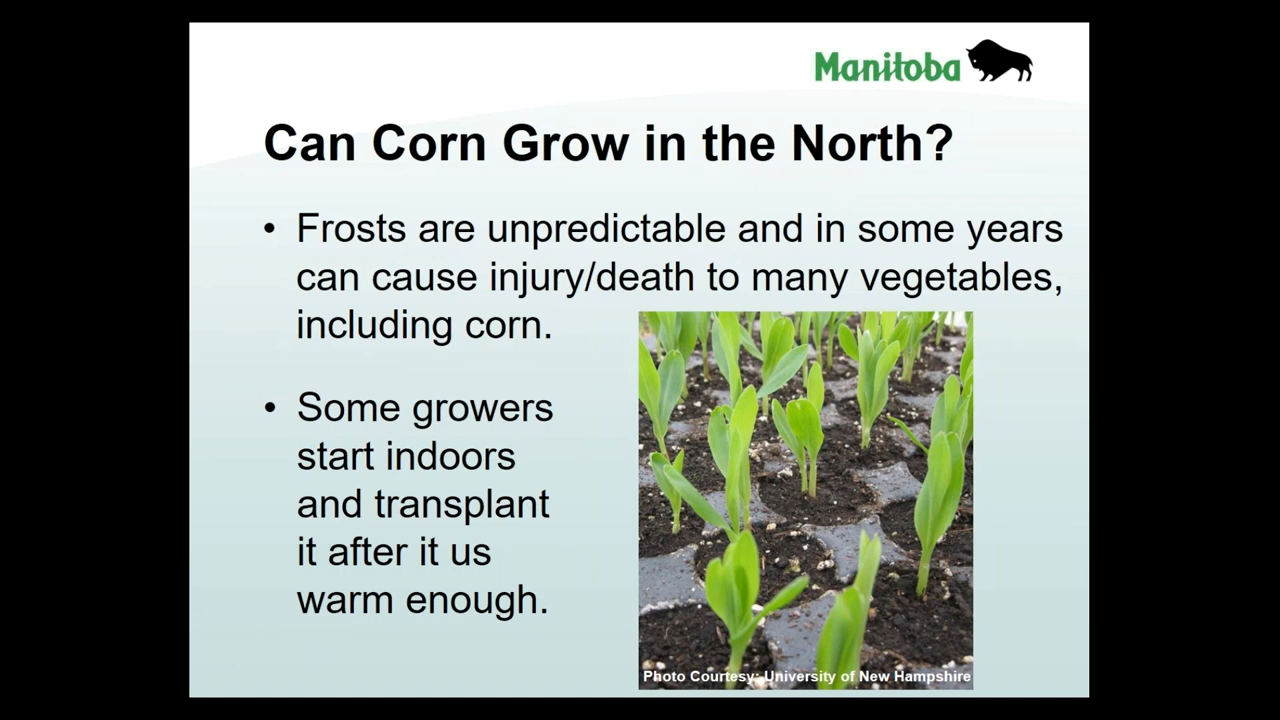 Manitoba
Can Corn Grow in the North?
• Frosts are unpredictable and in some years
can cause injury/death to many vegetables,
including corn.
• Some growers
start indoors
and transplant
it after it us
warm enough.
Photo Courtesy: University of New Hampshire